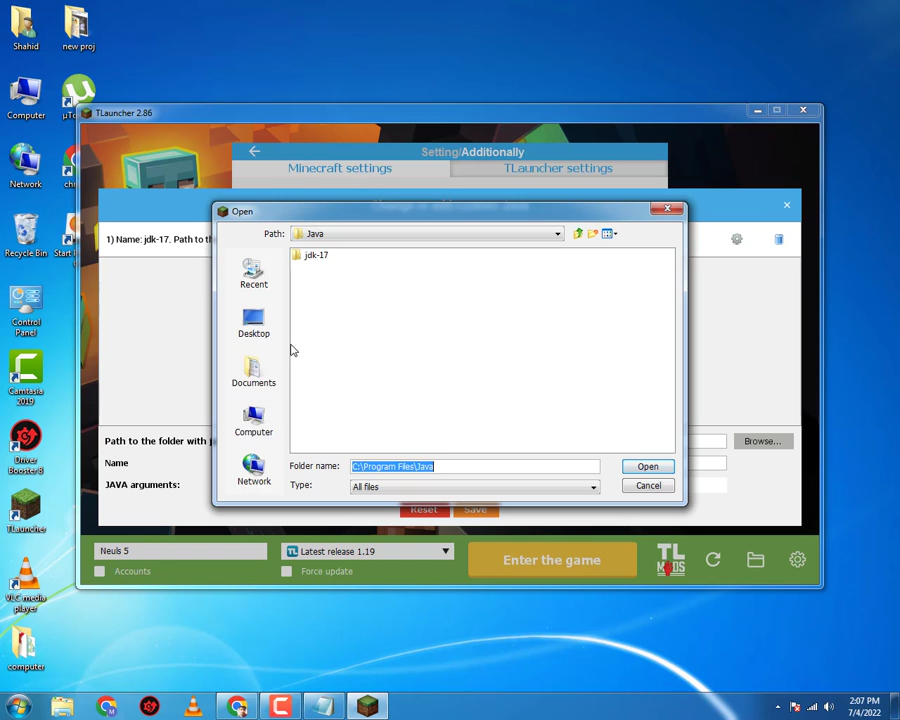 Shahid
new proj
Computer
µTo
Network
chr
Recycle Bin
Start
Control
Panel
Camtasia
2019
Driver
Booster 8
TLauncher
VLC media
player
computer
TLauncher 2.86
Setting/Additionally
Minecraft settings
TLauncher settings
1) Name: jdk-17. Path to th
Open
Path:
Java
jdk-17
Recent
Desktop
Documents
Computer
Network
Folder name:
C:\Program Files\Java
Open
Type:
All files
Cancel
Path to the folder with j
Browse...
Name
JAVA arguments:
Reset
Save
Neuls 5
TL
Latest release 1.19
Enter the game
TL
MODS
Accounts
Force update
2:07 PM
7/4/2022